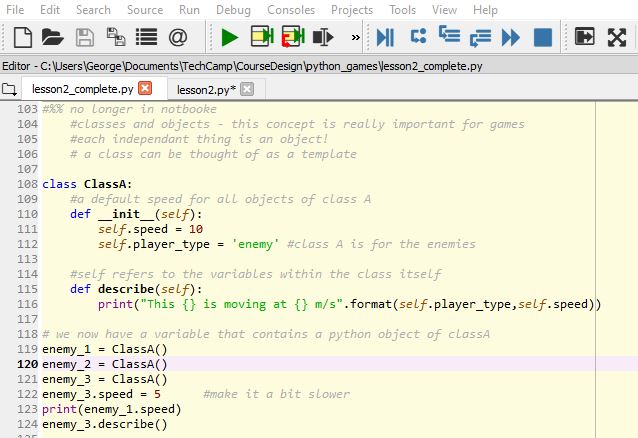 File Edit Search Source Run Debug Consoles Projects Tools View Help
@ »
Editor - C:\Users\George\Documents\TechCamp\CourseDesign\python_games\lesson2_complete.py
lesson2_complete.py lesson2.py*
103 #%% no longer in notbooke
104 #classes and objects - this concept is really important for games
105 #each independant thing is an object!
106 # a class can be thought of as a template
107
108 class ClassA:
109 #a default speed for all objects of class A
110 def __init__(self):
111 self.speed = 10
112 self.player_type = 'enemy' #class A is for the enemies
113
114 #self refers to the variables within the class itself
115 def describe(self):
116 print("This {} is moving at {} m/s".format(self.player_type,self.speed))
117
118 # we now have a variable that contains a python object of classA
119 enemy_1 = ClassA()
120 enemy_2 = ClassA()
121 enemy_3 = ClassA()
122 enemy_3.speed = 5 #make it a bit slower
123 print(enemy_1.speed)
124 enemy_3.describe()